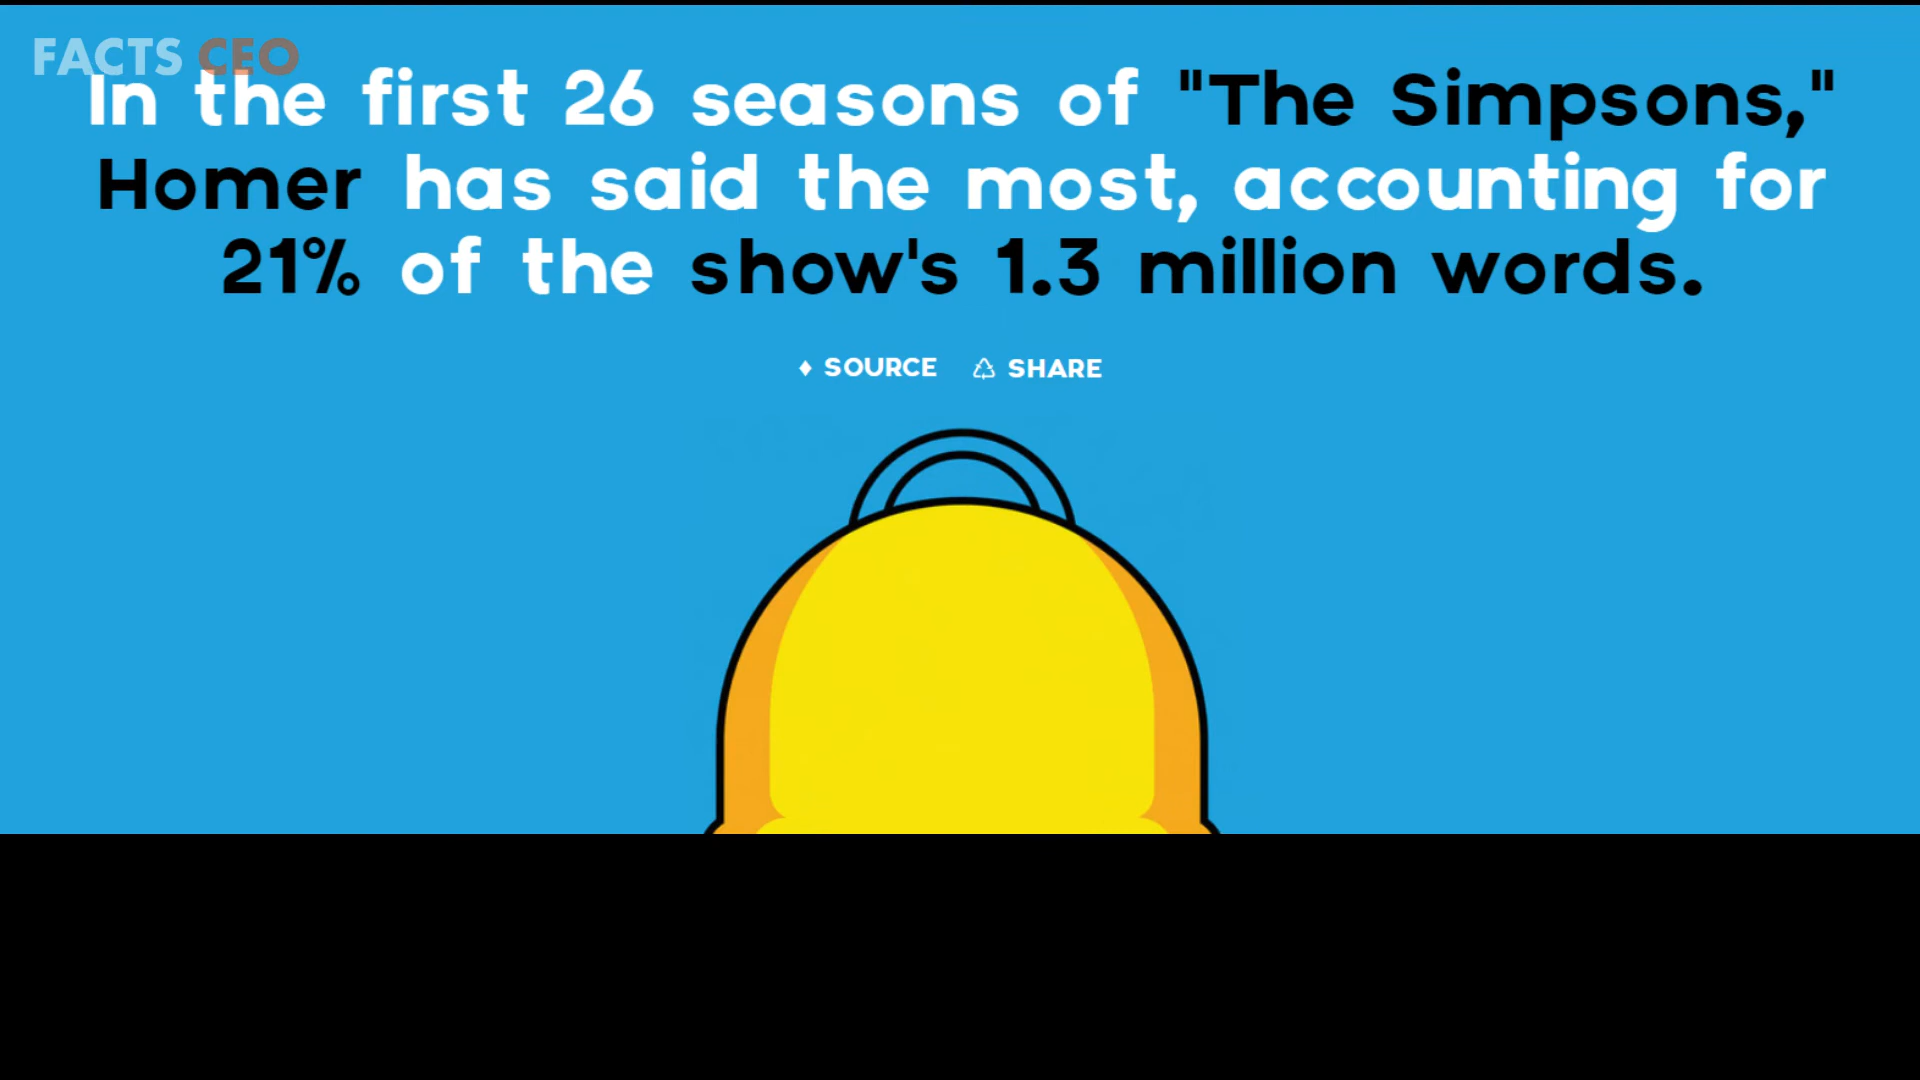 FACTS CEO
In the first 26 seasons of "The Simpsons,"
Homer has said the most, accounting for
21% of the show's 1.3 million words.
SOURCE SHARE